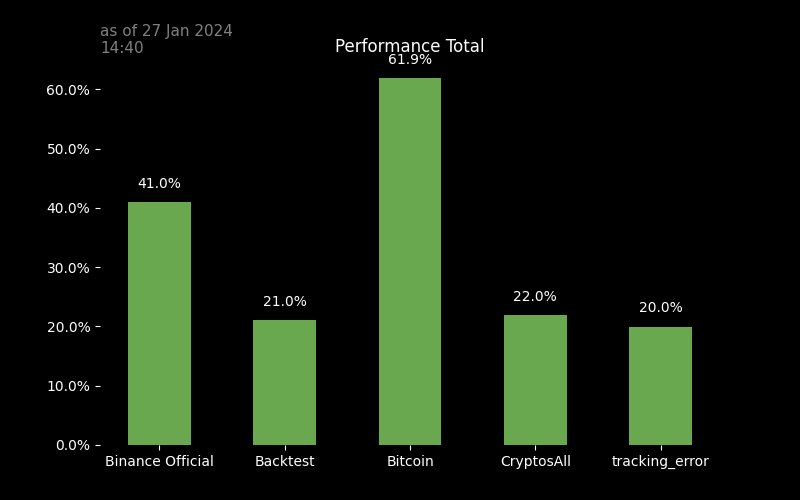 as of 27 Jan 2024
14:40
Performance Total
61.9%
60.0%
50.0%
41.0%
40.0%
30.0%
21.0%
22.0%
20.0%
20.0%
10.0%
0.0%
Binance Official
Backtest
Bitcoin
CryptosAll
tracking_error